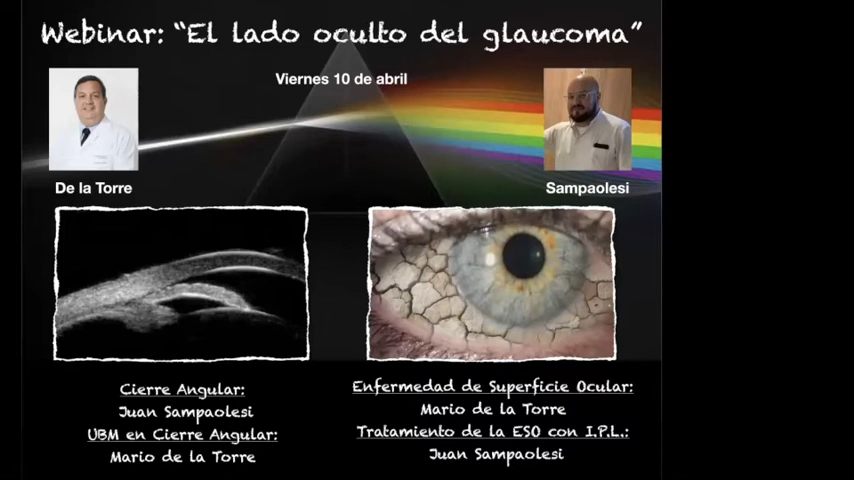 Webinar: “El lado oculto del glaucoma”
Viernes 10 de abril
De la Torre
Sampaolesi
Cierre Angular:
Juan Sampaolesi
UBM en Cierre Angular:
Mario de la Torre
Enfermedad de Superficie Ocular:
Mario de la Torre
Tratamiento de la ESO con I.P.L.:
Juan Sampaolesi